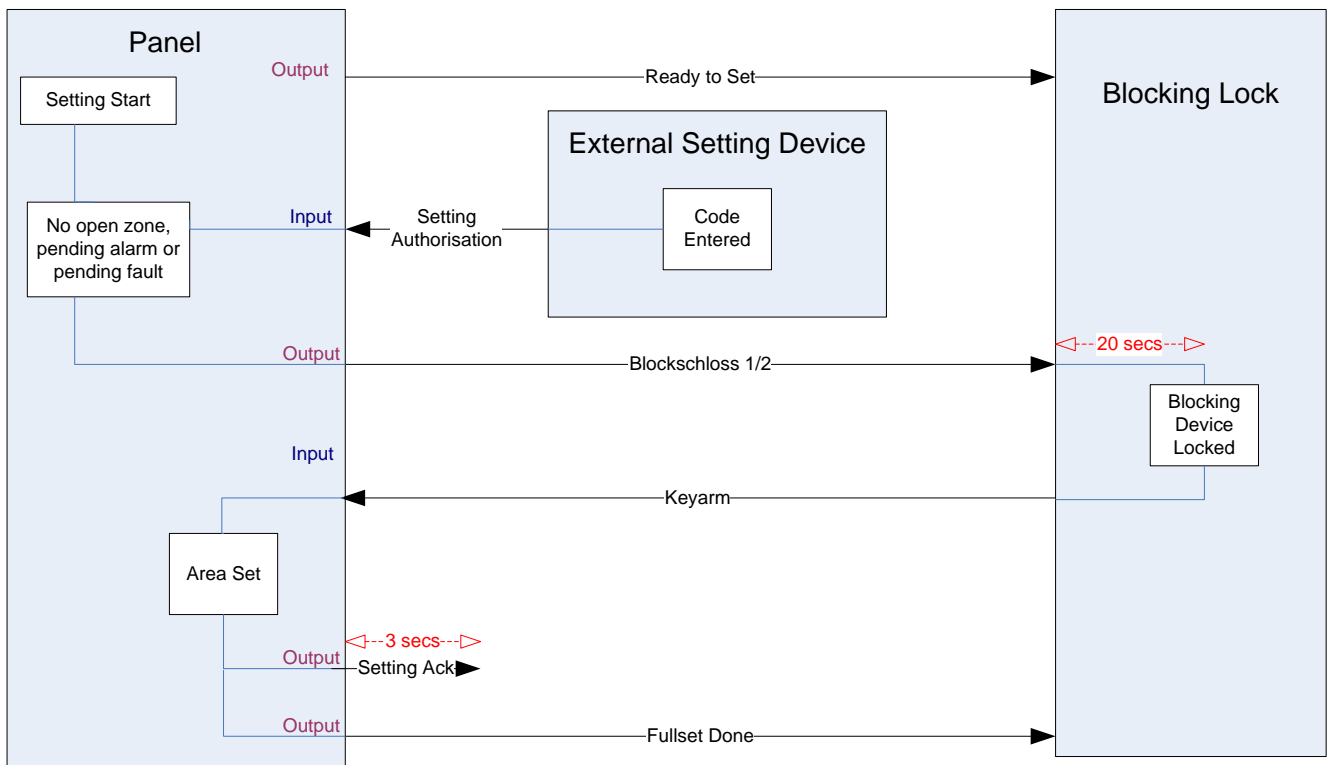 Panel
Output
Ready to Set
Blocking Lock
Setting Start
External Setting Device
Input
Setting
Authorisation
Code
Entered
No open zone,
pending alarm or
pending fault
Output
Blockschloss 1/2
20 secs
Blocking
Device
Locked
Input
Keyarm
Area Set
3 secs
Output
Setting Ack
Output
Fullset Done